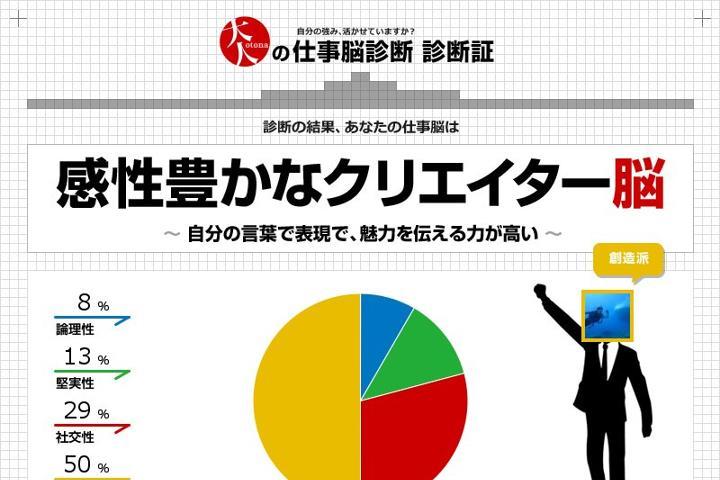 自分の強み、活かせていますか?
大人
otona
の仕事脳診断 診断証
診断の結果、あなたの仕事脳は
感性豊かなクリエイター脳
～ 自分の言葉で表現で、魅力を伝える力が高い ～
創造派
8 %
論理性
13 %
堅実性
29 %
社交性
50 %